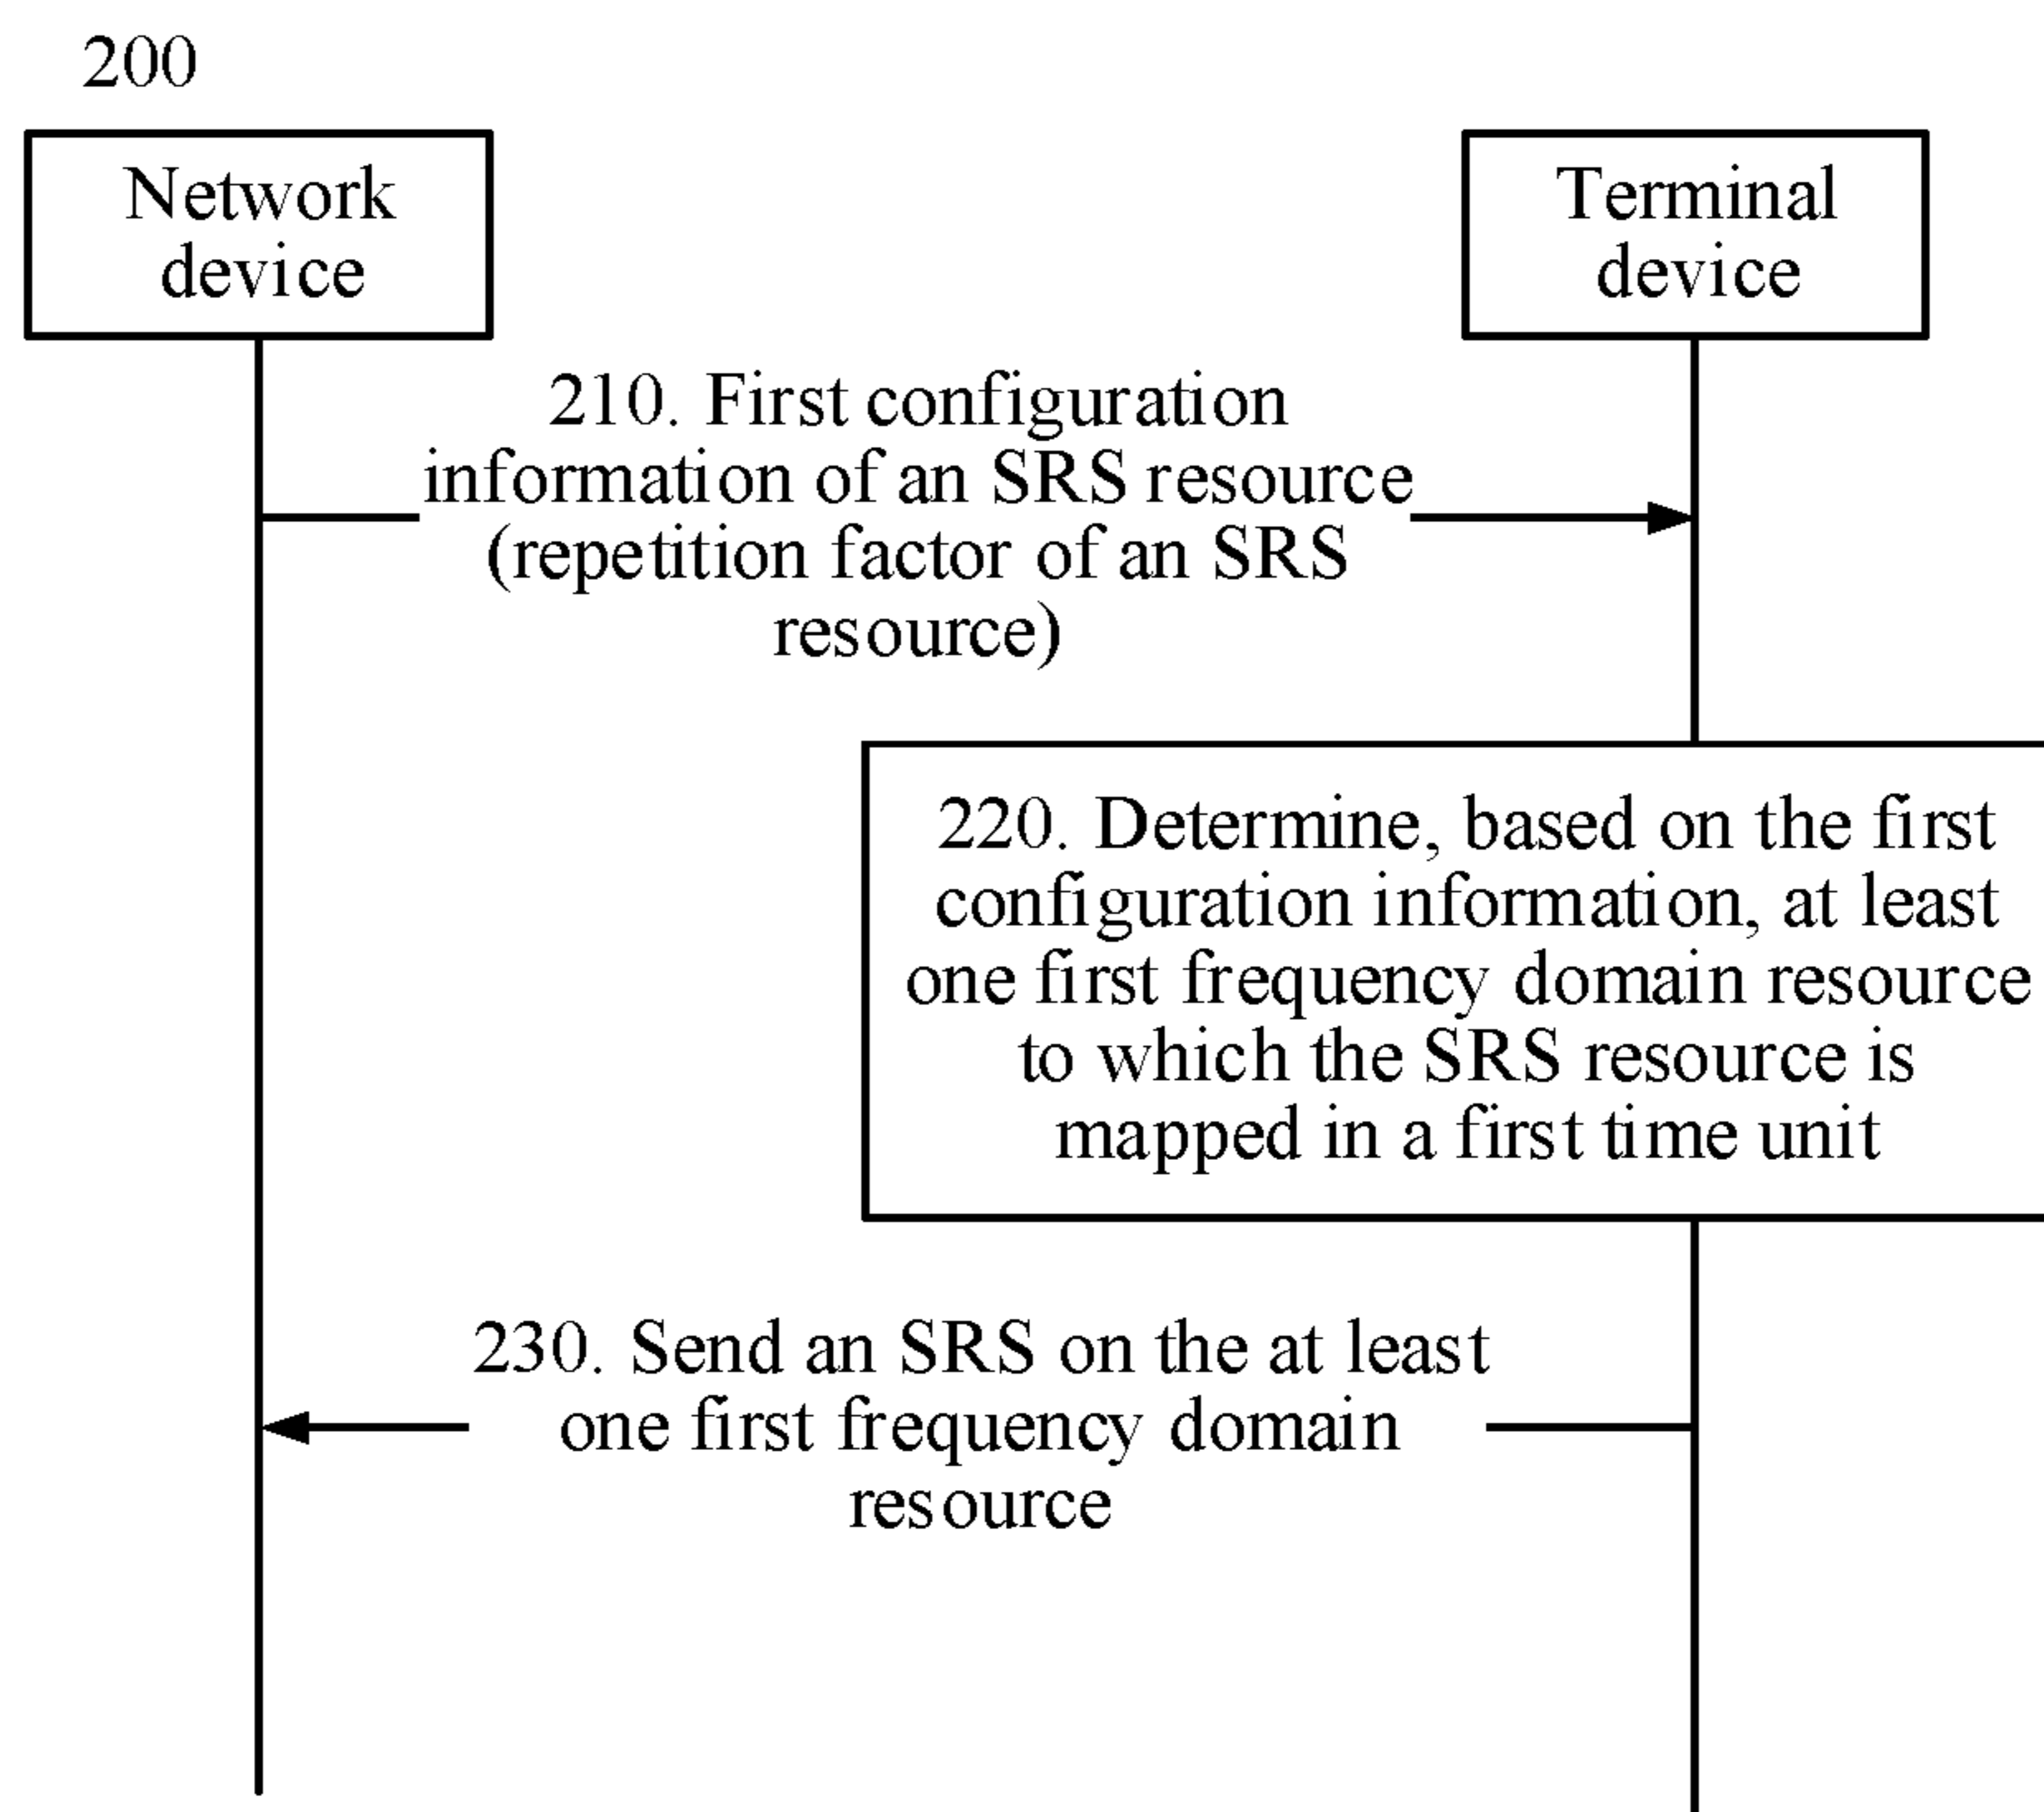 200
Network
device
Terminal
device
210. First configuration
information of an SRS resource
(repetition factor of an SRS
resource)
220. Determine, based on the first
configuration information, at least
one first frequency domain resource
to which the SRS resource is
mapped in a first time unit
230. Send an SRS on the at least
one first frequency domain
resource